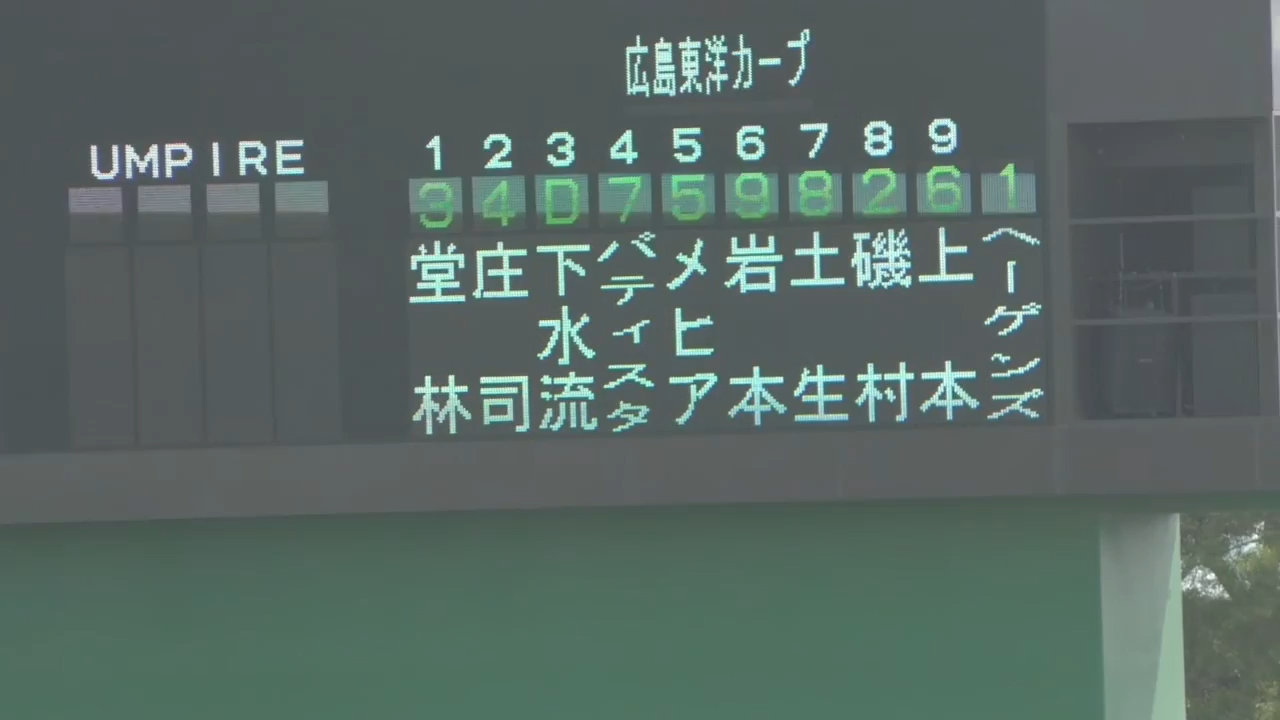 広島東洋カープ
UMPIRE
1 2 3 4 5 6 7 8 9
3 4 D 7 5 9 8 2 6 1
堂林
庄司
下水流
バティスタ
メヒア
岩本
土生
磯村
上本
ヘーゲンズ